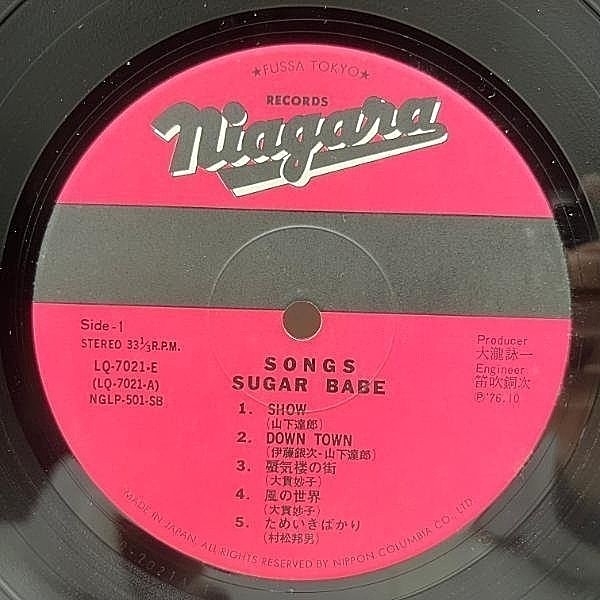 ★FUSSA TOKYO★
RECORDS
Niagara
Side-1
STEREO 33⅓R.P.M.
LQ-7021-E
(LQ-7021-A)
NGLP-501-SB
Producer
大瀧詠一
Engineer
笛吹銅次
Ⓟ'76.10
SONGS
SUGAR BABE
1. SHOW
(山下達郎)
2. DOWN TOWN
(伊藤銀次-山下達郎)
3. 蜃気楼の街
(大貫妙子)
4. 風の世界
(大貫妙子)
5. ためいきばかり
(村松邦男)
MADE IN JAPAN. ALL RIGHTS RESERVED BY NIPPON COLUMBIA CO., LTD.